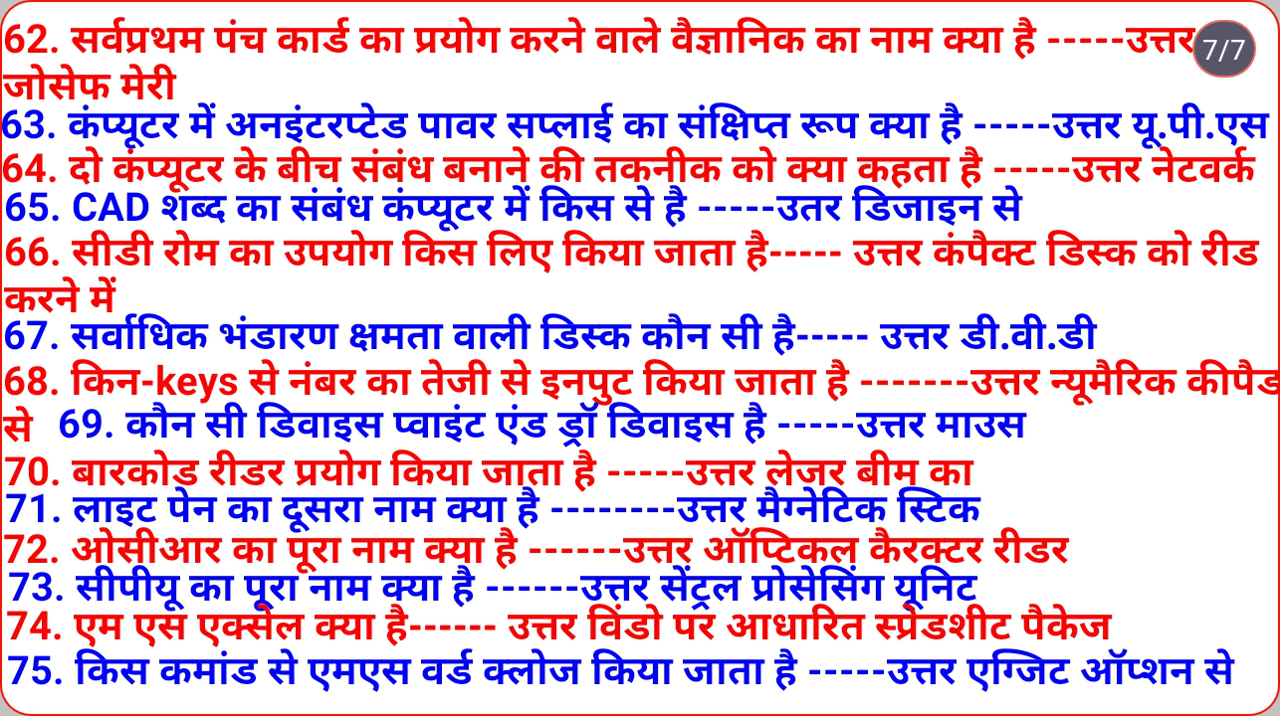 62. सर्वप्रथम पंच कार्ड का प्रयोग करने वाले वैज्ञानिक का नाम क्या है -----उत्तर
7/7
जोसेफ मेरी
63. कंप्यूटर में अनइंटरप्टेड पावर सप्लाई का संक्षिप्त रूप क्या है -----उत्तर यू.पी.एस
64. दो कंप्यूटर के बीच संबंध बनाने की तकनीक को क्या कहता है -----उत्तर नेटवर्क
65. CAD शब्द का संबंध कंप्यूटर में किस से है -----उतर डिजाइन से
66. सीडी रोम का उपयोग किस लिए किया जाता है----- उत्तर कंपैक्ट डिस्क को रीड
करने में
67. सर्वाधिक भंडारण क्षमता वाली डिस्क कौन सी है----- उत्तर डी.वी.डी
68. किन-keys से नंबर का तेजी से इनपुट किया जाता है -------उत्तर न्यूमैरिक कीपैड
से 69. कौन सी डिवाइस प्वाइंट एंड ड्रॉ डिवाइस है -----उत्तर माउस
70. बारकोड रीडर प्रयोग किया जाता है -----उत्तर लेजर बीम का
71. लाइट पेन का दूसरा नाम क्या है --------उत्तर मैग्नेटिक स्टिक
72. ओसीआर का पूरा नाम क्या है ------उत्तर ऑप्टिकल कैरक्टर रीडर
73. सीपीयू का पूरा नाम क्या है ------उत्तर सेंट्रल प्रोसेसिंग यूनिट
74. एम एस एक्सेल क्या है------ उत्तर विंडो पर आधारित स्प्रेडशीट पैकेज
75. किस कमांड से एमएस वर्ड क्लोज किया जाता है -----उत्तर एग्जिट ऑप्शन से